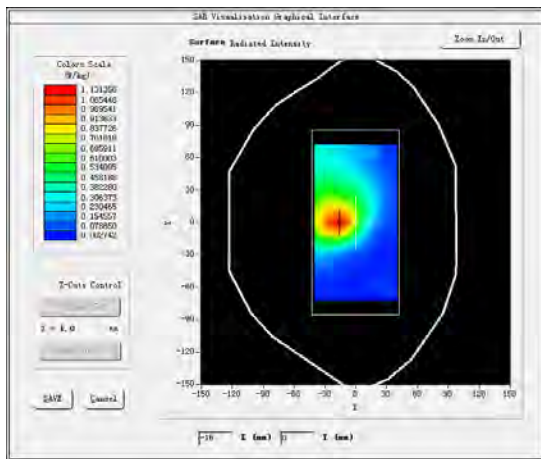 SAR Visualisation Graphical Interface
Surface Radiated Intensity
Zoom In/Out
Colors Scale
(W/kg)
1.131356
1.065448
0.989541
0.913633
0.837726
0.761818
0.685911
0.610003
0.534095
0.458188
0.382280
0.306373
0.230465
0.154557
0.078650
0.002742
Z-Cuts Control
mm
SAVE
Cancel
150
120
90
60
30
0
-30
-60
-90
-120
-150
-150 -120 -90 -60 -30 0 30 60 90 120 150
X
-16 X (mm) 0 Y (mm)